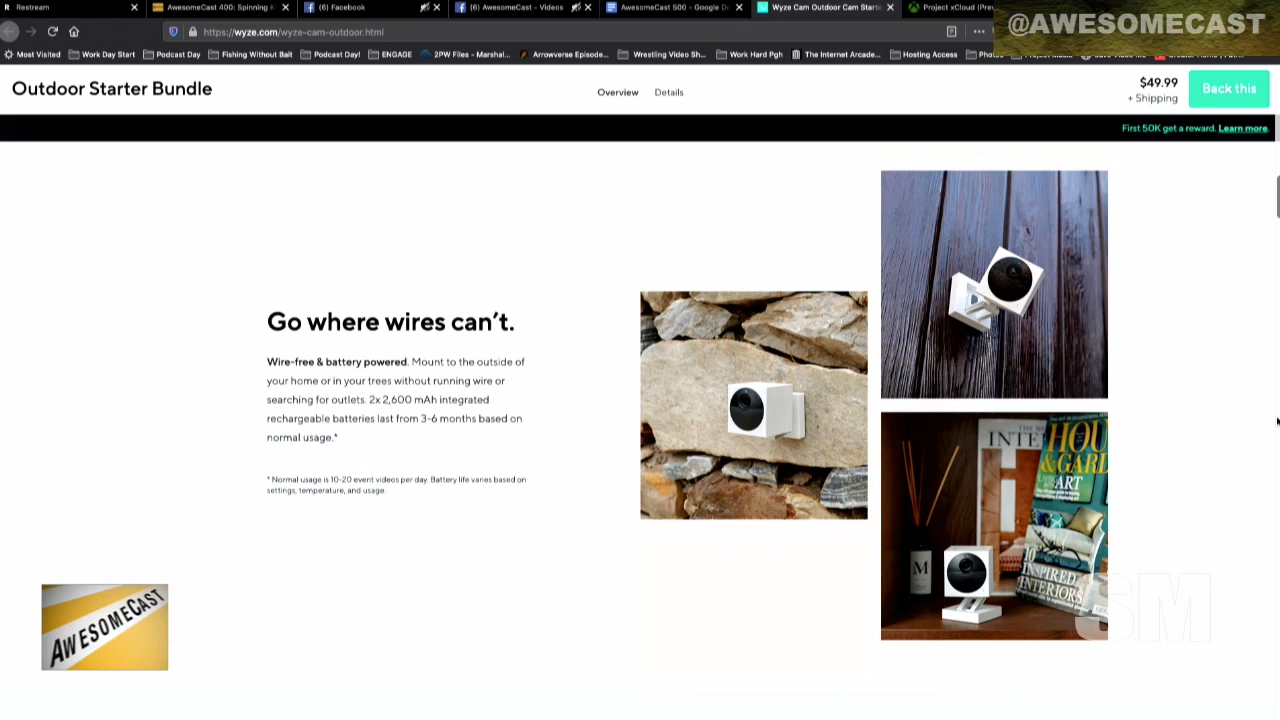 Restream
AwesomeCast 400: Spinning K
(6) Facebook
(6) AwesomeCast - Videos
AwesomeCast 500 - Google D
Wyze Cam Outdoor Cam Starte
Project xCloud (Prev
@AWESOMECAST
https://wyze.com/wyze-cam-outdoor.html
Most Visited
Work Day Start
Podcast Day
Fishing Without Bait
Podcast Day!
ENGAGE
2PW Files - Marshal...
Arrowverse Episode...
Wrestling Video Sh...
Work Hard Pgh
The Internet Arcade...
Hosting Access
Outdoor Starter Bundle
Overview
Details
$49.99
+ Shipping
Back this
First 50K get a reward. Learn more.
Go where wires can't.
Wire-free & battery powered. Mount to the outside of
your home or in your trees without running wire or
searching for outlets. 2x 2,600 mAh integrated
rechargeable batteries last from 3-6 months based on
normal usage.*
* Normal usage is 10-20 event videos per day. Battery life varies based on
settings, temperature, and usage.
INTE
HOU
& GARD
ART
M
10
INSPIRED
INTERIORS
AWESOMECAST
SM